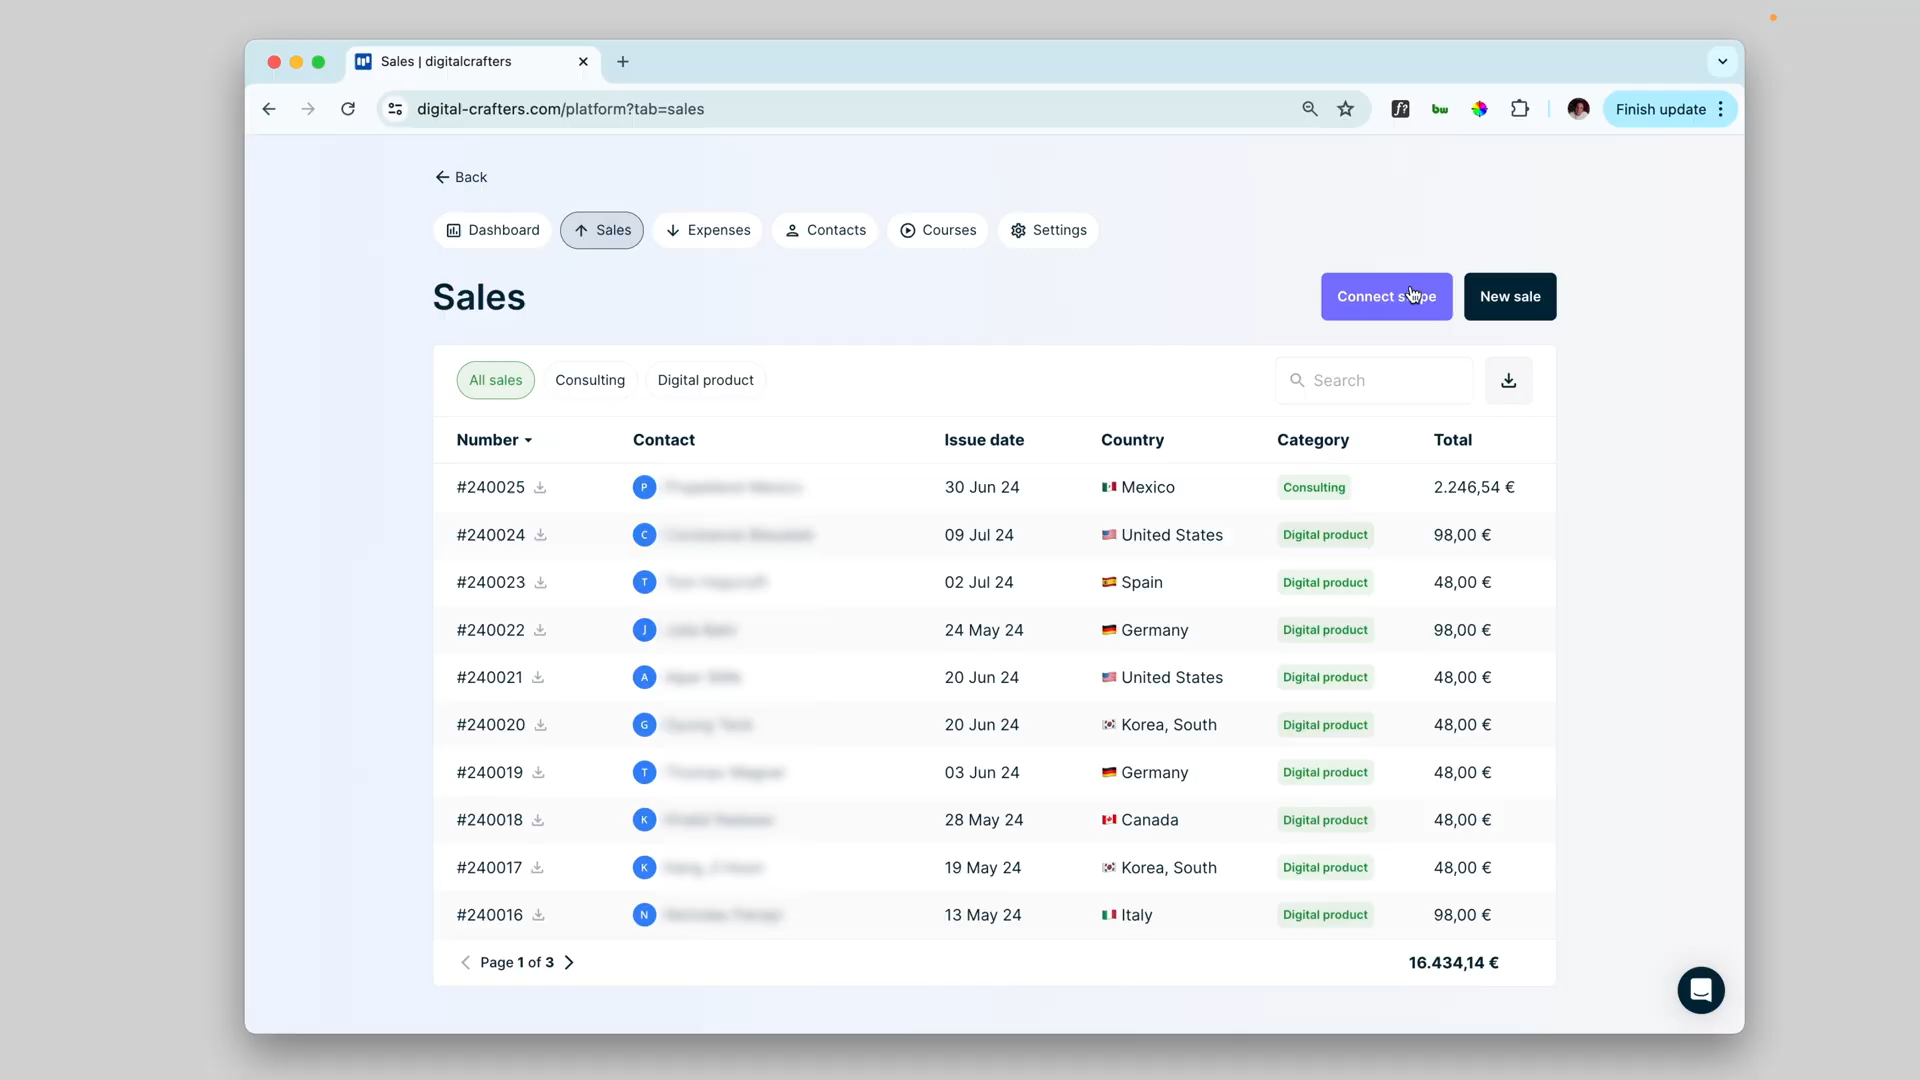 Sales | digitalcrafters
digital-crafters.com/platform?tab=sales
f?
bw
Finish update
Back
Dashboard
Sales
Expenses
Contacts
Courses
Settings
Sales
Connect s pe
New sale
All sales
Consulting
Digital product
Search
Number Contact Issue date Country Category Total
#240025 P 30 Jun 24 Mexico Consulting 2.246,54 €
#240024 C 09 Jul 24 United States Digital product 98,00 €
#240023 T 02 Jul 24 Spain Digital product 48,00 €
#240022 J 24 May 24 Germany Digital product 98,00 €
#240021 A 20 Jun 24 United States Digital product 48,00 €
#240020 G 20 Jun 24 Korea, South Digital product 48,00 €
#240019 T 03 Jun 24 Germany Digital product 48,00 €
#240018 K 28 May 24 Canada Digital product 48,00 €
#240017 K 19 May 24 Korea, South Digital product 48,00 €
#240016 N 13 May 24 Italy Digital product 98,00 €
Page 1 of 3
16.434,14 €